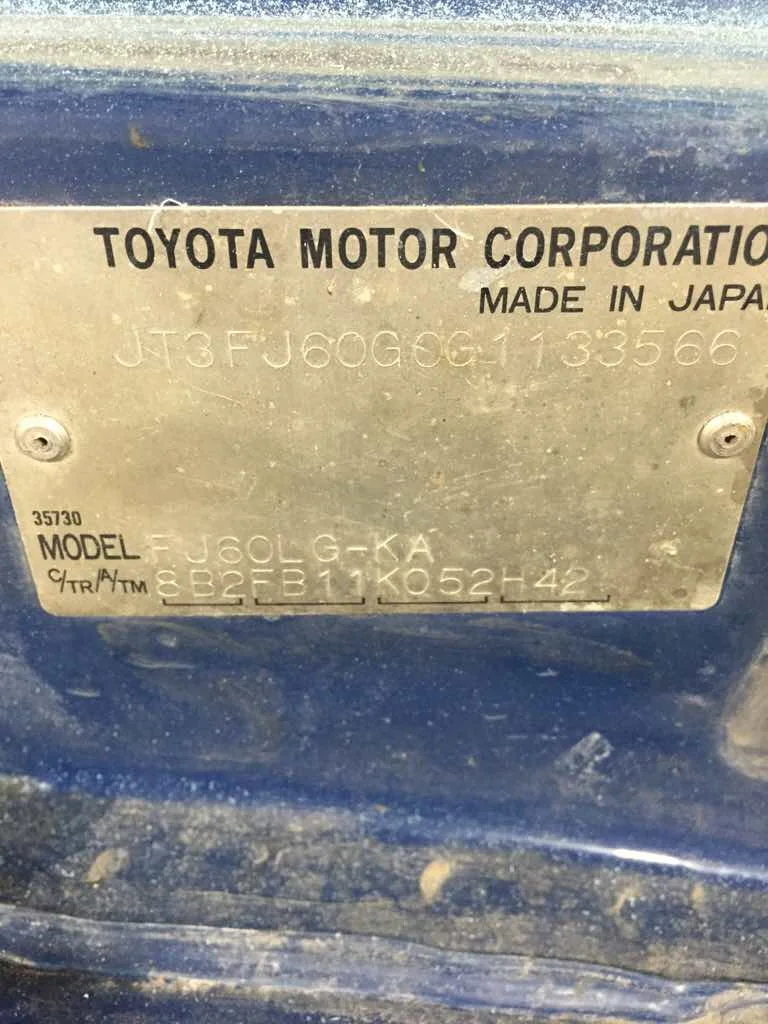 TOYOTA MOTOR CORPORATIO
MADE IN JAPA
JT3FJ60G0G1133566
35730
MODEL FJ60LG-KA
C/TR/A/TM 8B2FB11K052H42